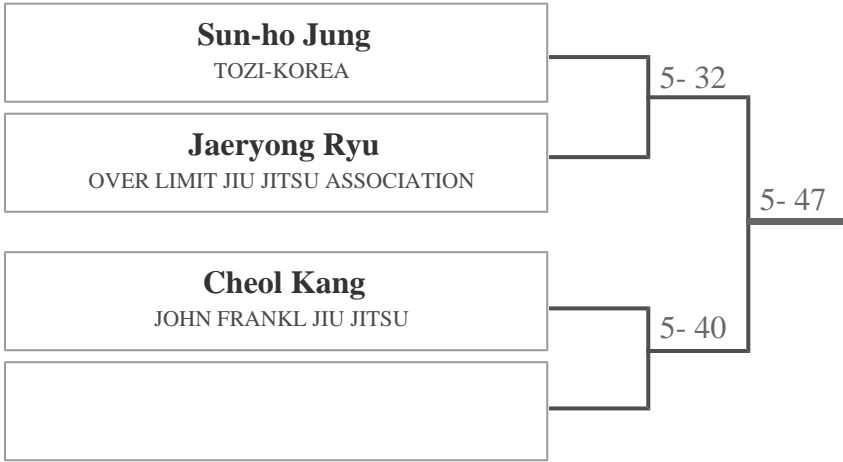 Sun-ho Jung
TOZI-KOREA
5- 32
Jaeryong Ryu
OVER LIMIT JIU JITSU ASSOCIATION
5- 47
Cheol Kang
JOHN FRANKL JIU JITSU
5- 40